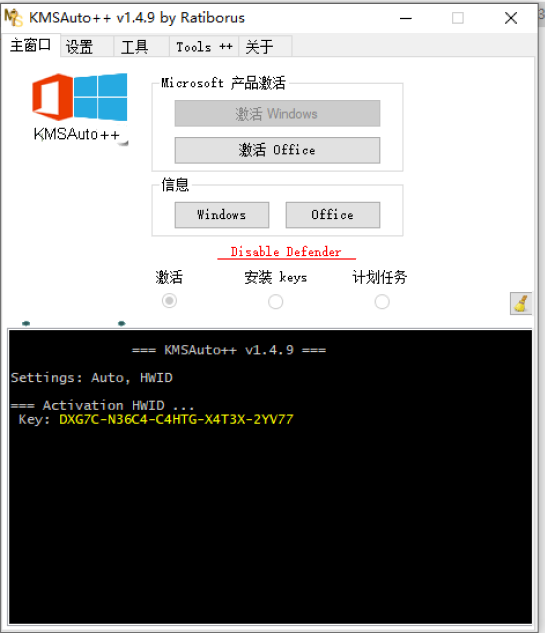 KMSAuto++ v1.4.9 by Ratiborus
主窗口 设置 工具 Tools ++ 关于
Microsoft 产品激活
激活 Windows
KMSAuto++
激活 Office
信息
Windows Office
Disable Defender
激活 安装 keys 计划任务
=== KMSAuto++ v1.4.9 ===
Settings: Auto, HWID
=== Activation HWID ...
Key: DXG7C-N36C4-C4HTG-X4T3X-2YV77